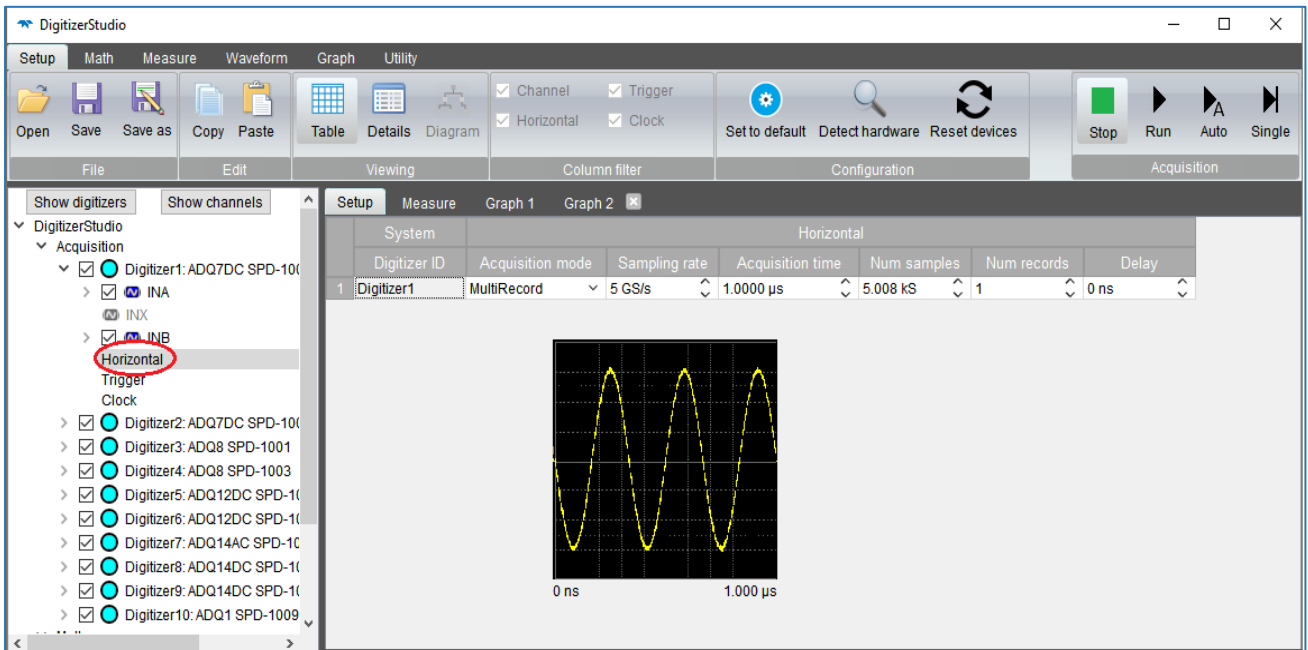 DigitizerStudio
Setup Math Measure Waveform Graph Utility
Open Save Save as Copy Paste Table Details Diagram Channel Trigger Horizontal Clock Set to default Detect hardware Reset devices Stop Run Auto Single
File Edit Viewing Column filter Configuration Acquisition
Show digitizers Show channels
Setup Measure Graph 1 Graph 2
DigitizerStudio
Acquisition
Digitizer1: ADQ7DC SPD-100
INA
INX
INB
Horizontal
Trigger
Clock
Digitizer2: ADQ7DC SPD-100
Digitizer3: ADQ8 SPD-1001
Digitizer4: ADQ8 SPD-1003
Digitizer5: ADQ12DC SPD-10
Digitizer6: ADQ12DC SPD-10
Digitizer7: ADQ14AC SPD-10
Digitizer8: ADQ14DC SPD-10
Digitizer9: ADQ14DC SPD-10
Digitizer10: ADQ1 SPD-1009
System Horizontal
Digitizer ID Acquisition mode Sampling rate Acquisition time Num samples Num records Delay
1 Digitizer1 MultiRecord 5 GS/s 1.0000 µs 5.008 kS 1 0 ns
0 ns 1.000 µs